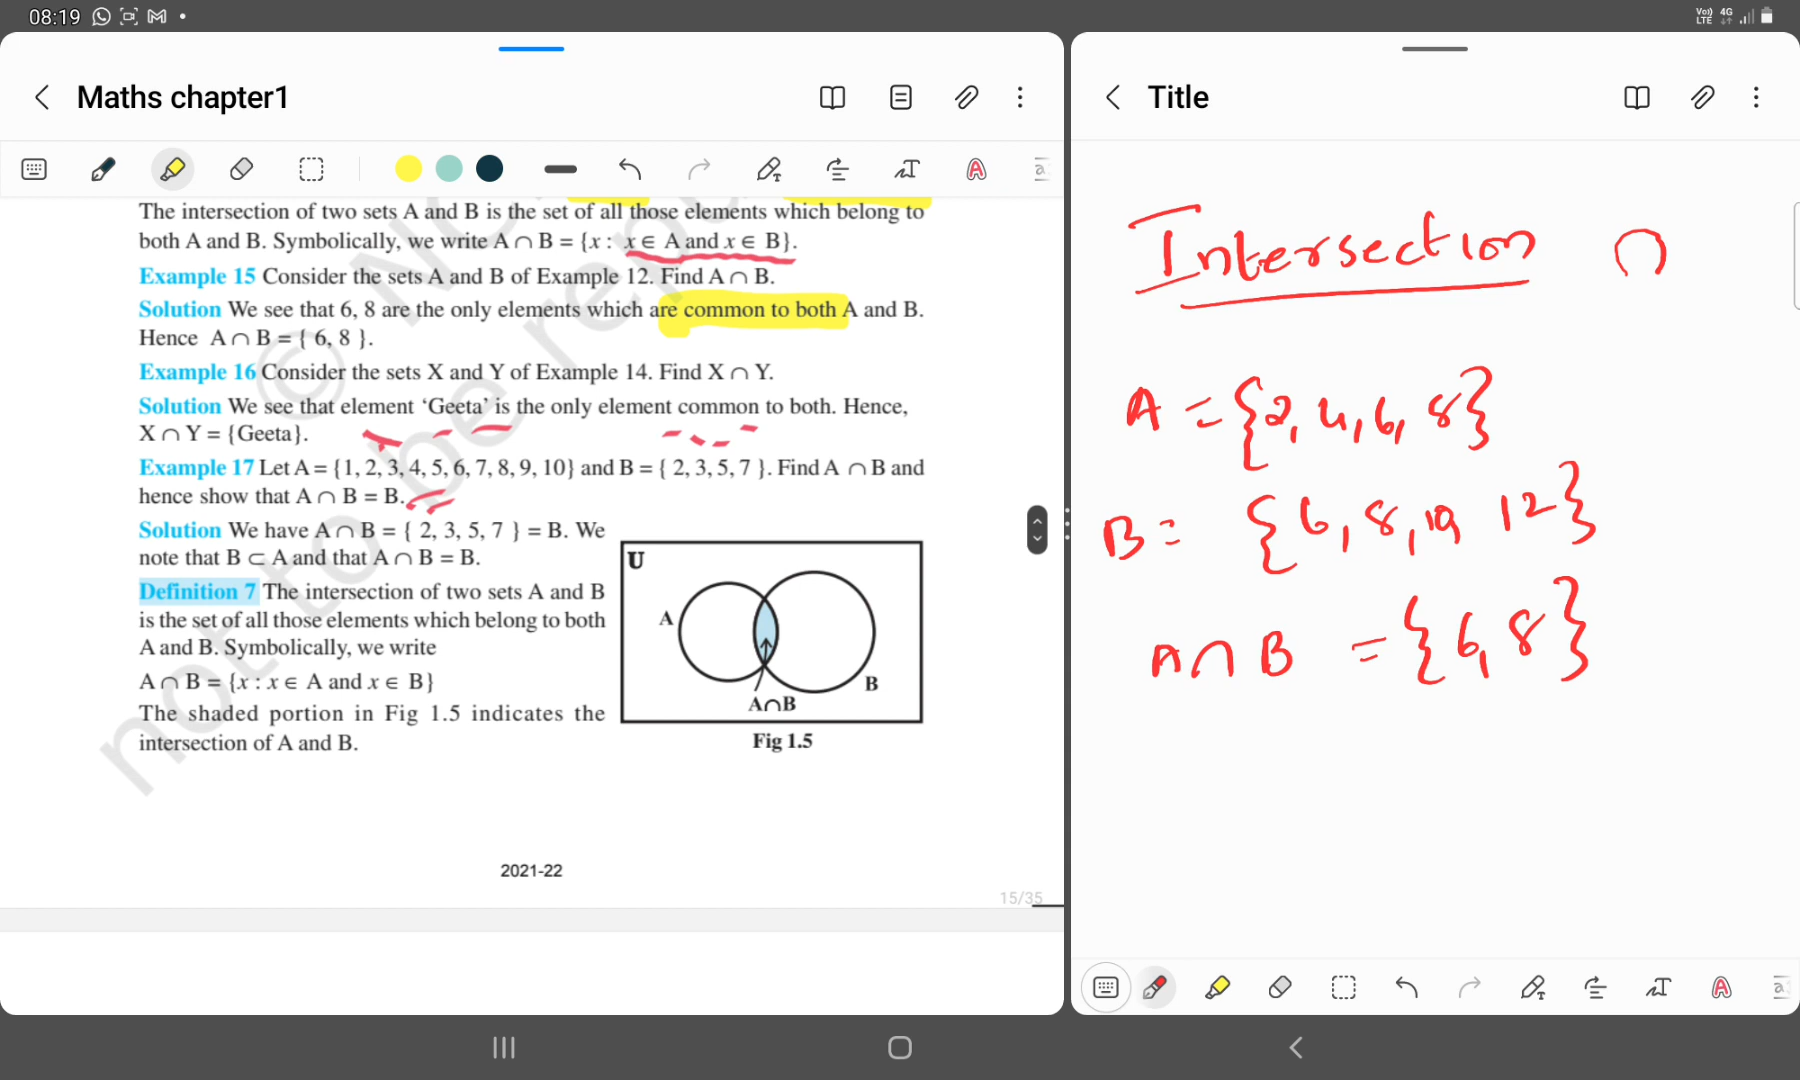 08:19
Vo)) LTE 4G
Maths chapter1
The intersection of two sets A and B is the set of all those elements which belong to
both A and B. Symbolically, we write A ∩ B = {x : x ∈ A and x ∈ B}.
Example 15 Consider the sets A and B of Example 12. Find A ∩ B.
Solution We see that 6, 8 are the only elements which are common to both A and B.
Hence A ∩ B = { 6, 8 }.
Example 16 Consider the sets X and Y of Example 14. Find X ∩ Y.
Solution We see that element ‘Geeta’ is the only element common to both. Hence,
X ∩ Y = {Geeta}.
Example 17 Let A = {1, 2, 3, 4, 5, 6, 7, 8, 9, 10} and B = { 2, 3, 5, 7 }. Find A ∩ B and
hence show that A ∩ B = B.
Solution We have A ∩ B = { 2, 3, 5, 7 } = B. We
note that B ⊂ A and that A ∩ B = B.
Definition 7 The intersection of two sets A and B
is the set of all those elements which belong to both
A and B. Symbolically, we write
A ∩ B = {x : x ∈ A and x ∈ B}
The shaded portion in Fig 1.5 indicates the
intersection of A and B.
U
A
B
A∩B
Fig 1.5
not to be rep
© N
2021-22
15/35
Title
Intersection ∩
A = {2, 4, 6, 8}
B = {6, 8, 10 12}
A ∩ B = {6, 8}